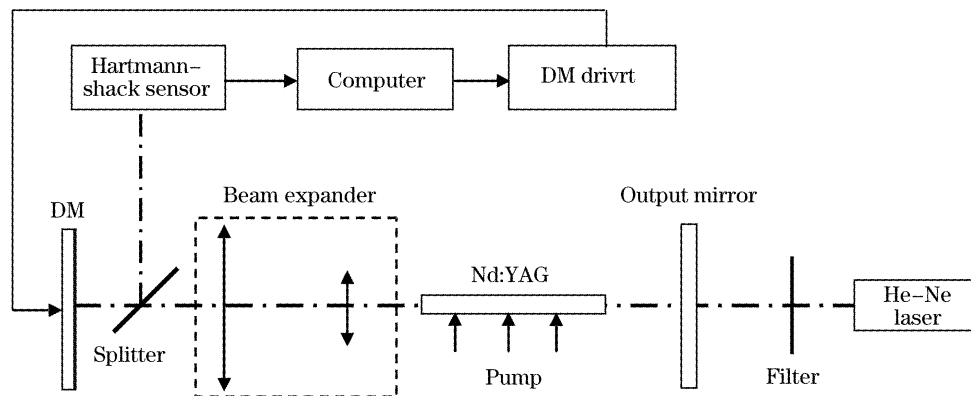 Hartmann-
shack sensor
Computer
DM drivrt
Beam expander
Output mirror
DM
Nd:YAG
He-Ne
laser
Splitter
Pump
Filter